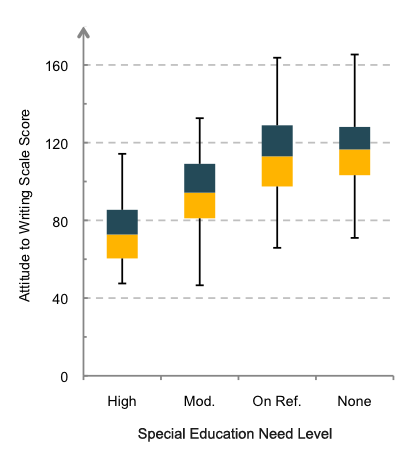 160
120
80
40
0
Attitude to Writing Scale Score
High Mod. On Ref. None
Special Education Need Level